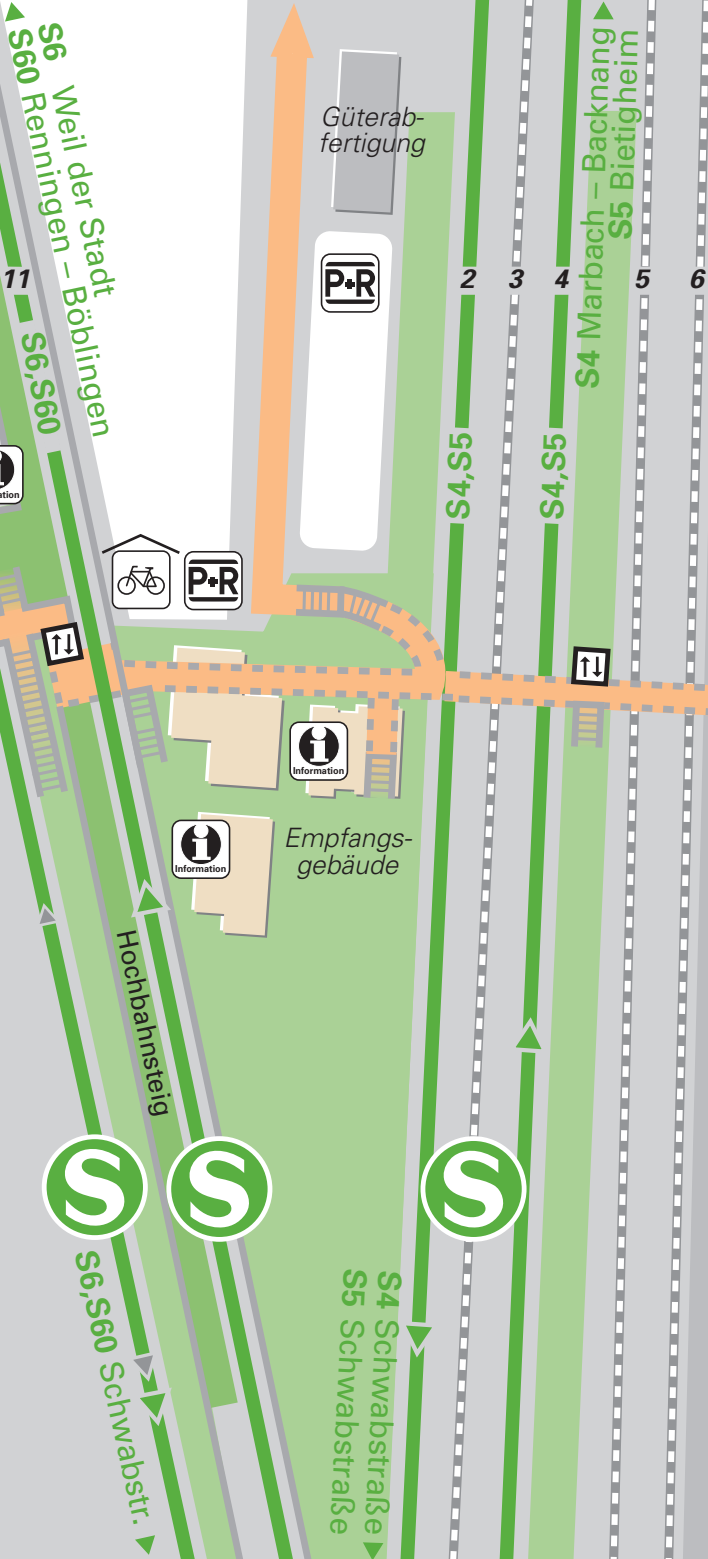 S6 Weil der Stadt
S60 Renningen – Böblingen
Güterab-
fertigung
S4 Marbach – Backnang
S5 Bietigheim
11
P+R
2
3
4
5
6
S6,S60
S4,S5
S4,S5
P+R
Information
Information
Empfangs-
gebäude
Hochbahnsteig
S
S
S
S6,S60 Schwabstr.
S4 Schwabstraße
S5 Schwabstraße